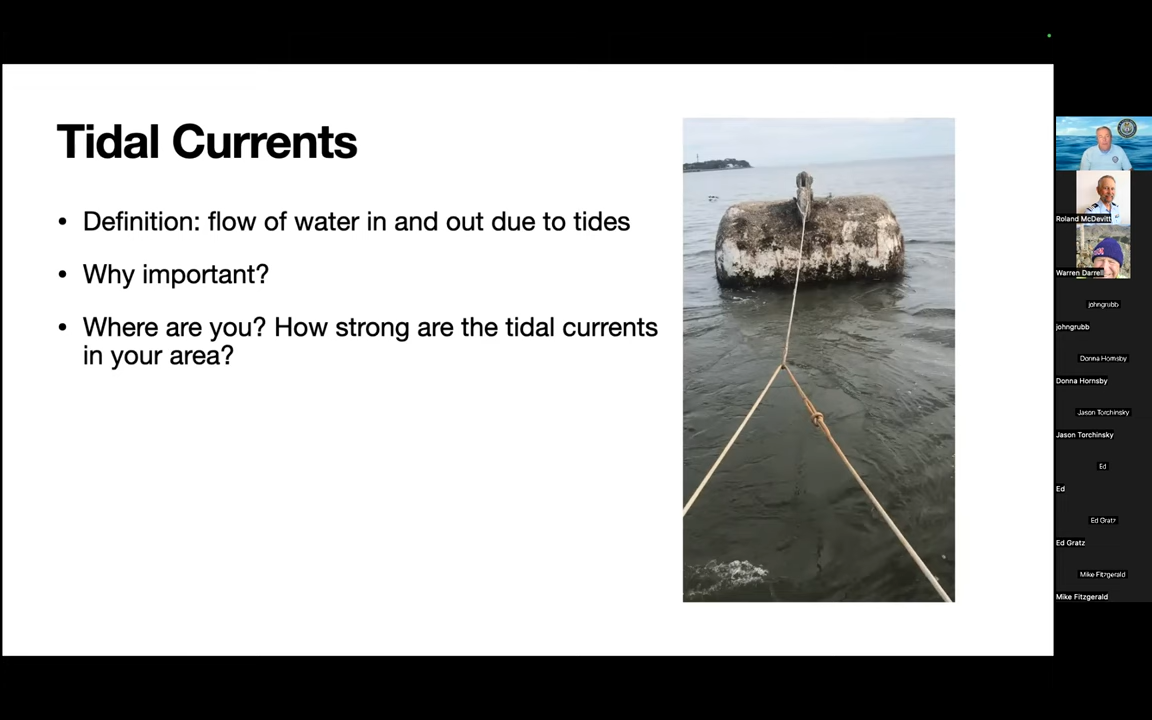 Tidal Currents
• Definition: flow of water in and out due to tides
• Why important?
• Where are you? How strong are the tidal currents
in your area?
Roland McDevitt
Warren Darrell
johngrubb
johngrubb
Donna Hornsby
Donna Hornsby
Jason Torchinsky
Jason Torchinsky
Ed
Ed
Ed Gratz
Ed Gratz
Mike Fitzgerald
Mike Fitzgerald